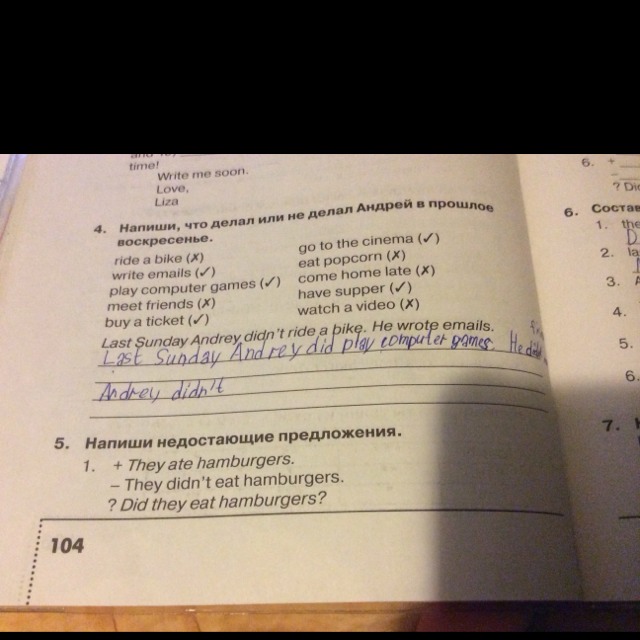 time!
Write me soon.
Love,
Liza
4. Напиши, что делал или не делал Андрей в прошлое
воскресенье.
ride a bike (✗)
write emails (✓)
play computer games (✓)
meet friends (✗)
buy a ticket (✓)
go to the cinema (✓)
eat popcorn (✗)
come home late (✗)
have supper (✓)
watch a video (✗)
Last Sunday Andrey didn't ride a bike. He wrote emails.
Last Sunday Andrey did play computer games. He
Andrey didn't
5. Напиши недостающие предложения.
1. + They ate hamburgers.
– They didn't eat hamburgers.
? Did they eat hamburgers?
104
6. +
–
? Did
6. Состав
1. the
D
2. la
3. A
4.
5.
6.
7. Н